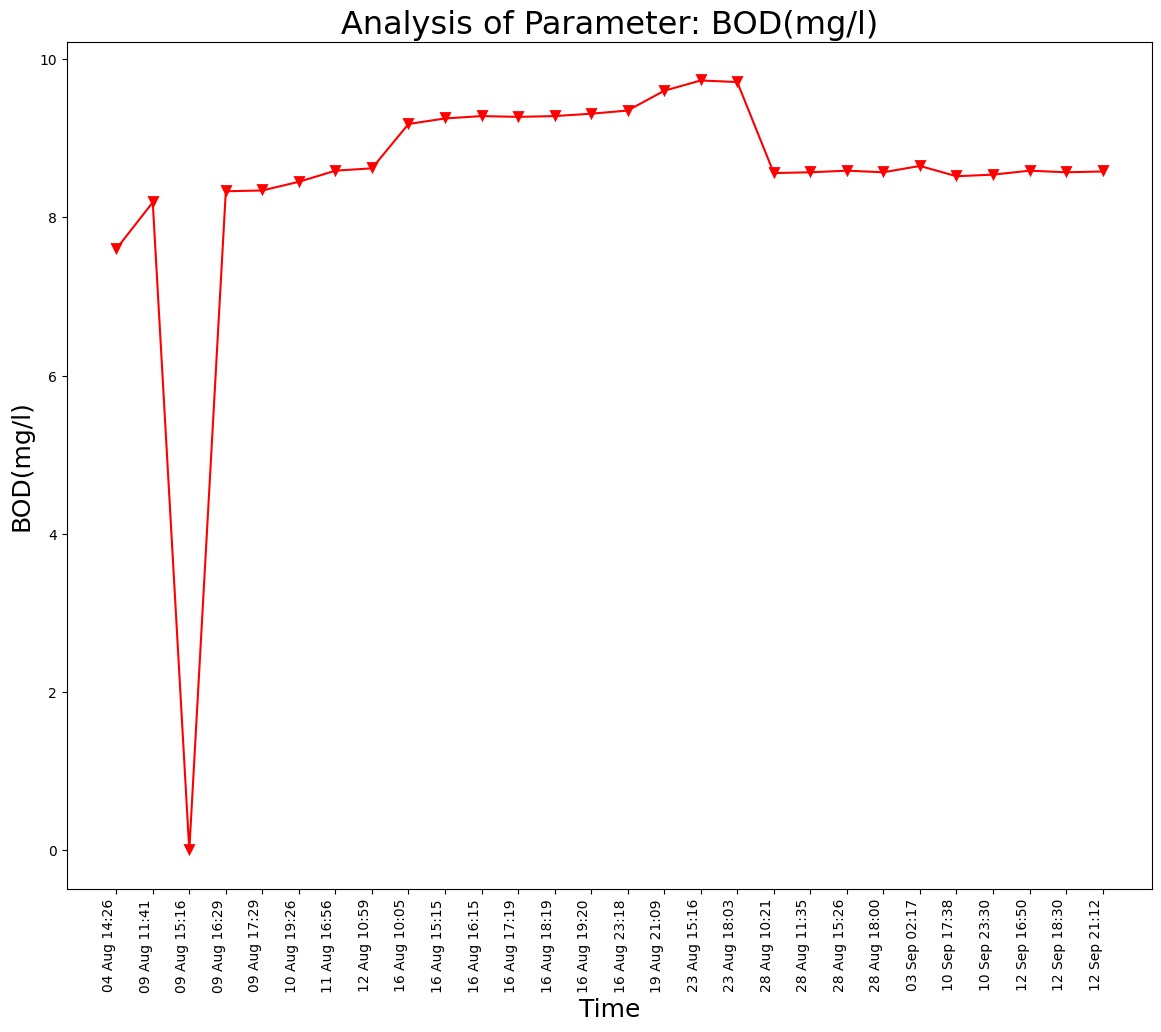 Analysis of Parameter: BOD(mg/l)
10
8
6
4
2
0
BOD(mg/l)
04 Aug 14:26
09 Aug 11:41
09 Aug 15:16
09 Aug 16:29
09 Aug 17:29
10 Aug 19:26
11 Aug 16:56
12 Aug 10:59
16 Aug 10:05
16 Aug 15:15
16 Aug 16:15
16 Aug 17:19
16 Aug 18:19
16 Aug 19:20
16 Aug 23:18
19 Aug 21:09
23 Aug 15:16
23 Aug 18:03
28 Aug 10:21
28 Aug 11:35
28 Aug 15:26
28 Aug 18:00
03 Sep 02:17
10 Sep 17:38
10 Sep 23:30
12 Sep 16:50
12 Sep 18:30
12 Sep 21:12
Time